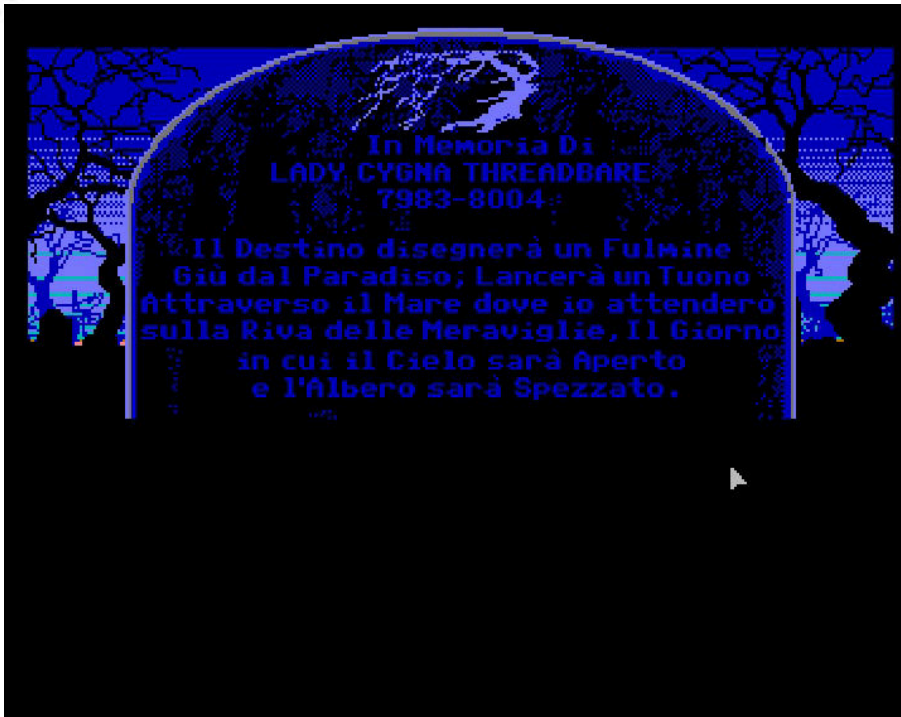 In Memoria Di
LADY CYGNA THREADBARE
7983-8004
Il Destino disegnerà un Fulmine
Giù dal Paradiso; Lancerà un Tuono
Attraverso il Mare dove io attenderò
sulla Riva delle Meraviglie, Il Giorno
in cui il Cielo sarà Aperto
e l'Albero sarà Spezzato.